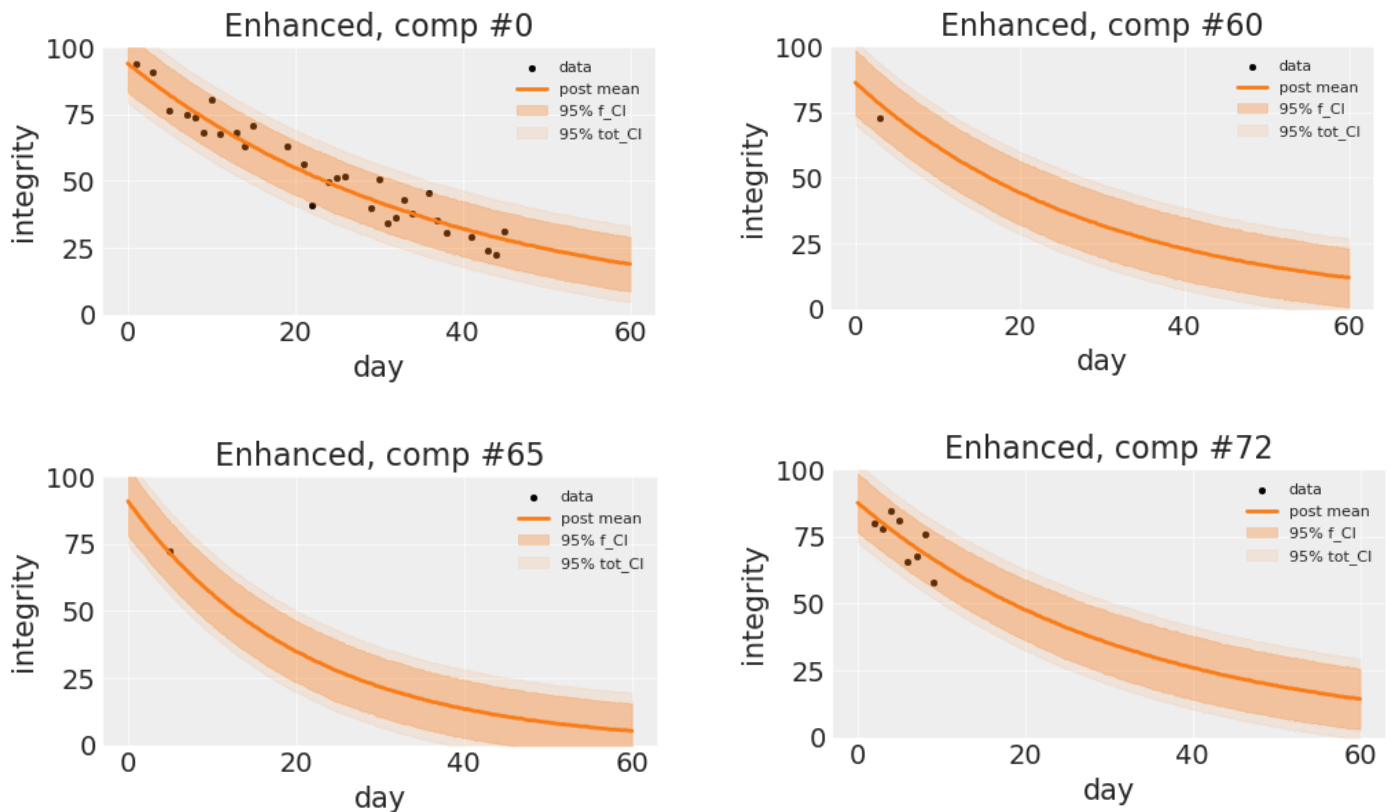 Enhanced, comp #0
100
75
50
25
0
integrity
data
post mean
95% f_CI
95% tot_CI
0 20 40 60
day
Enhanced, comp #60
100
75
50
25
0
integrity
data
post mean
95% f_CI
95% tot_CI
0 20 40 60
day
Enhanced, comp #65
100
75
50
25
0
integrity
data
post mean
95% f_CI
95% tot_CI
0 20 40 60
day
Enhanced, comp #72
100
75
50
25
0
integrity
data
post mean
95% f_CI
95% tot_CI
0 20 40 60
day